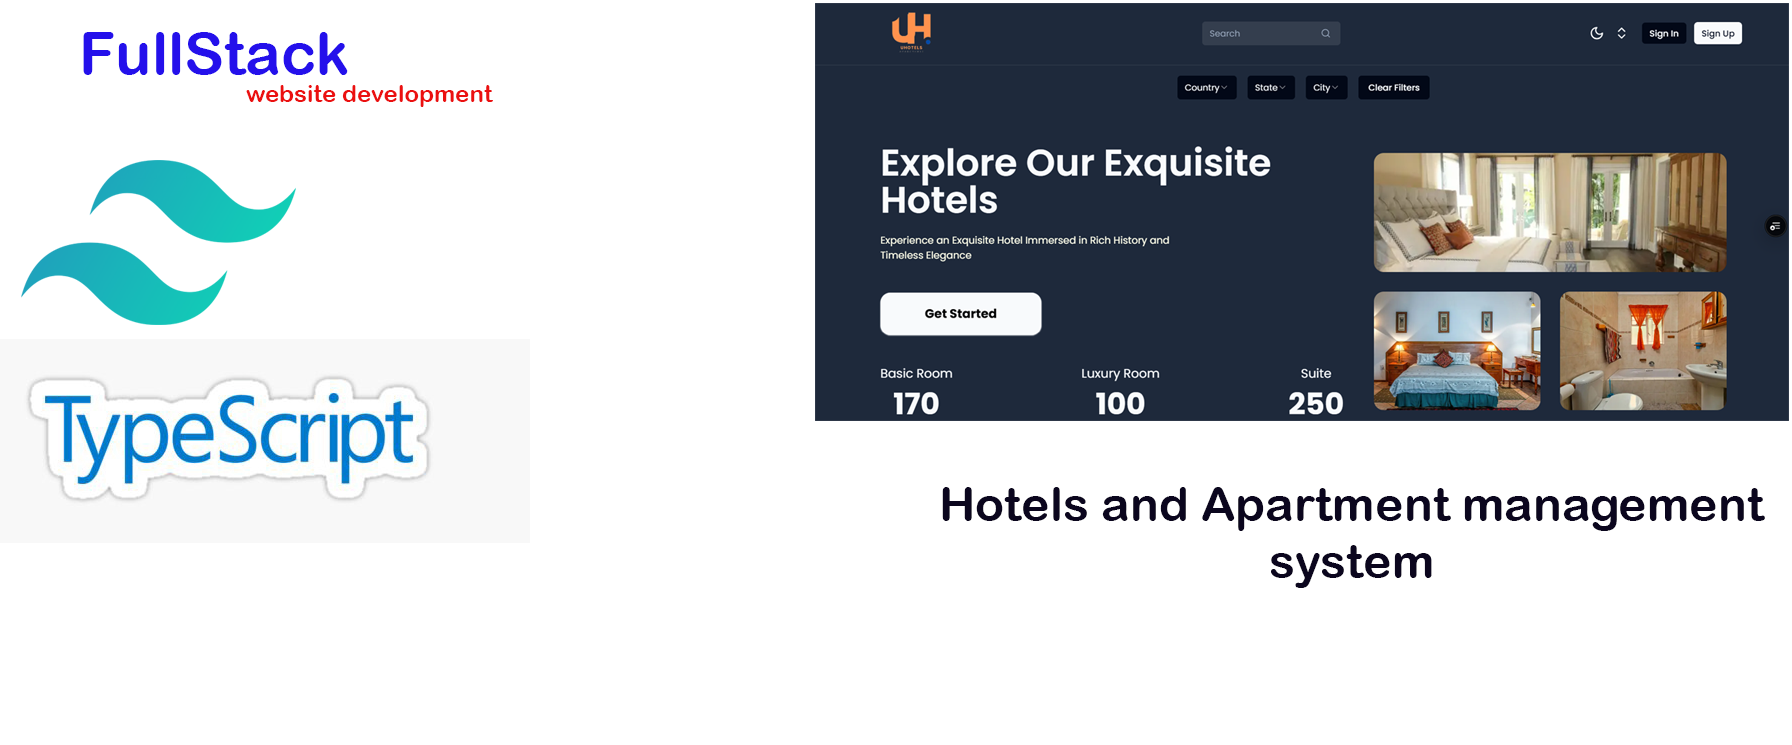 FullStack
website development
TypeScript
UH.
UHOTELS
Search
Sign In
Sign Up
Country
State
City
Clear Filters
Explore Our Exquisite
Hotels
Experience an Exquisite Hotel Immersed in Rich History and
Timeless Elegance
Get Started
Basic Room
Luxury Room
Suite
170
100
250
Hotels and Apartment management
system